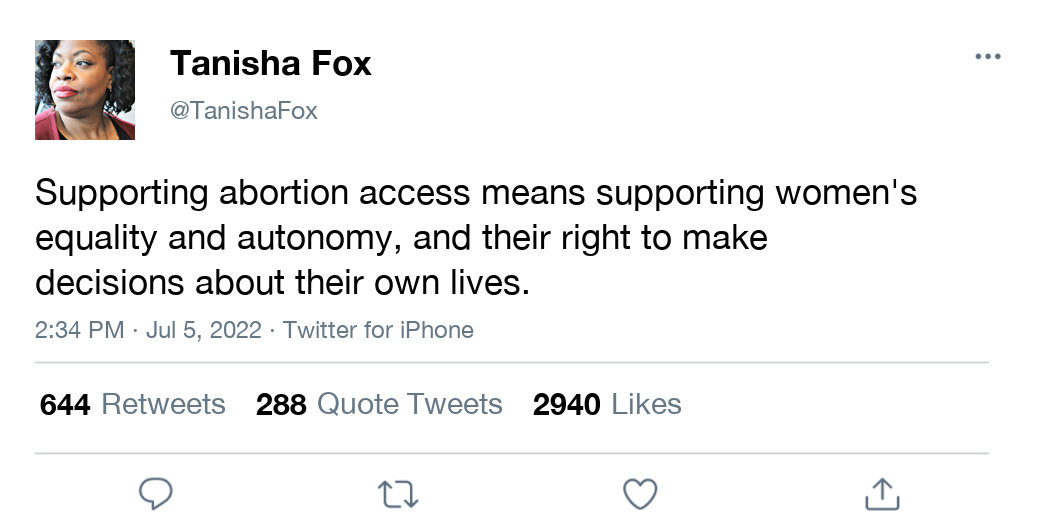 Tanisha Fox
@TanishaFox
Supporting abortion access means supporting women's
equality and autonomy, and their right to make
decisions about their own lives.
2:34 PM · Jul 5, 2022 · Twitter for iPhone
644 Retweets 288 Quote Tweets 2940 Likes